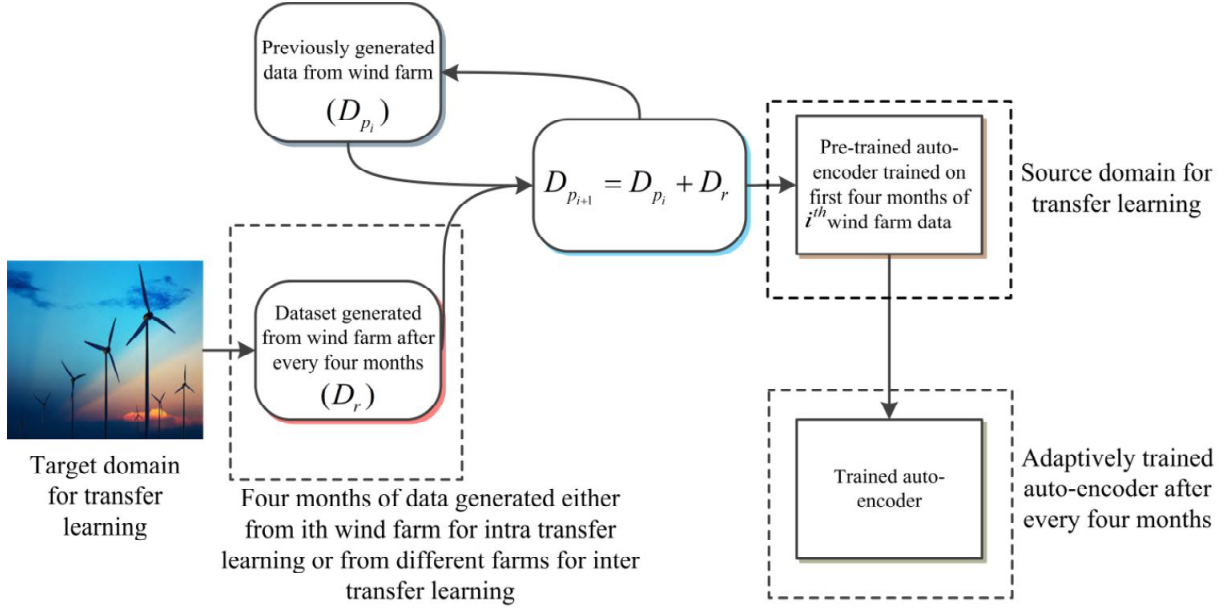 Previously generated
data from wind farm
(D_{p_i})
D_{p_{i+1}} = D_{p_i} + D_r
Pre-trained auto-
encoder trained on
first four months of
i^{th} wind farm data
Source domain for
transfer learning
Dataset generated
from wind farm after
every four months
(D_r)
Target domain
for transfer
learning
Four months of data generated either
from ith wind farm for intra transfer
learning or from different farms for inter
transfer learning
Trained auto-
encoder
Adaptively trained
auto-encoder after
every four months